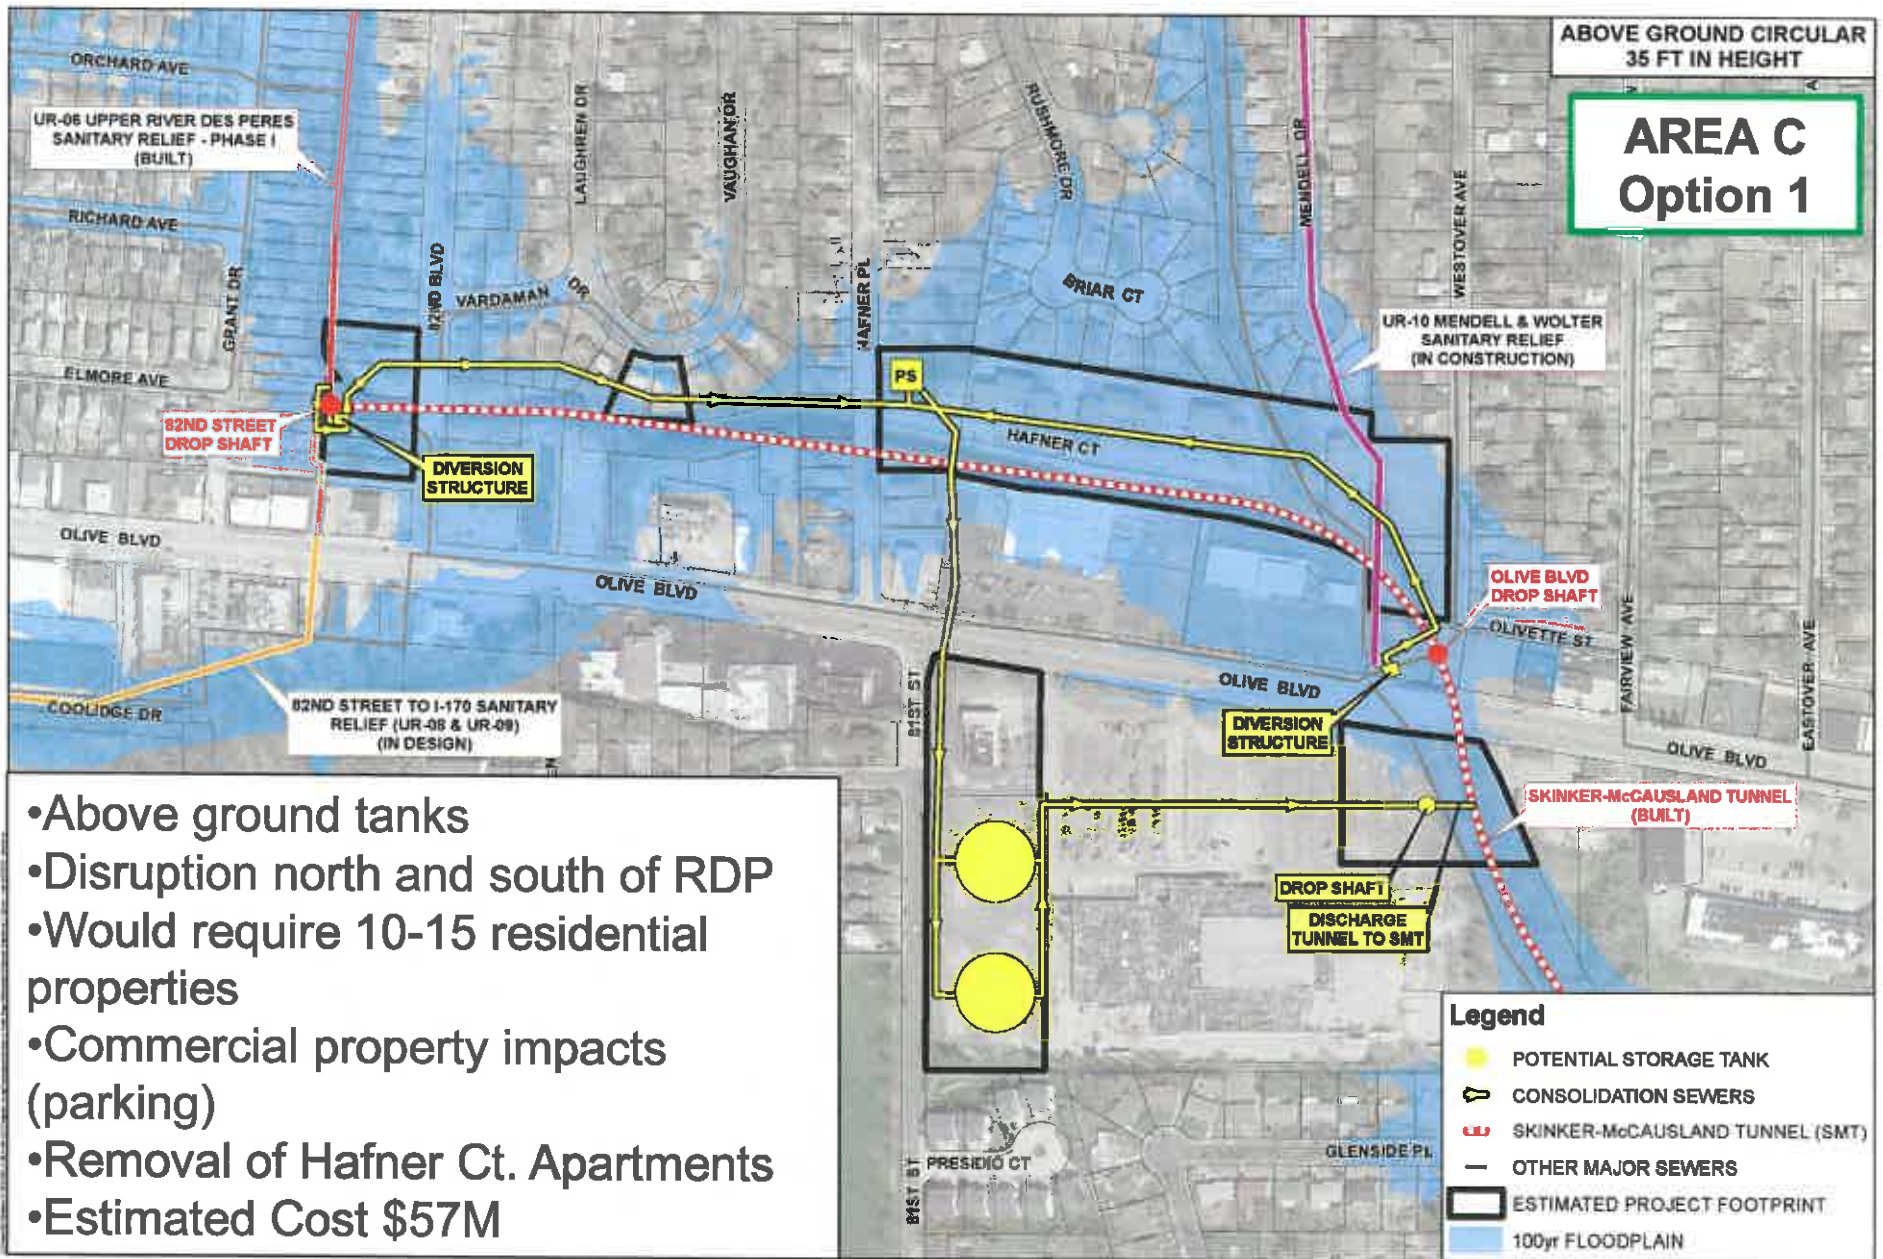 ABOVE GROUND CIRCULAR
35 FT IN HEIGHT
AREA C
Option 1
ORCHARD AVE
UR-06 UPPER RIVER DES PERES
SANITARY RELIEF - PHASE I
(BUILT)
RICHARD AVE
GRANT DR
82ND BLVD
LAUGHREN DR
VAUGHAN DR
VARDAMAN DR
HAFNER PL
RUSHMORE DR
BRIAR CT
MENDELL DR
WESTOVER AVE
UR-10 MENDELL & WOLTER
SANITARY RELIEF
(IN CONSTRUCTION)
ELMORE AVE
PS
82ND STREET
DROP SHAFT
HAFNER CT
DIVERSION
STRUCTURE
OLIVE BLVD
OLIVE BLVD
OLIVE BLVD
DROP SHAFT
OLIVETTE ST
FAIRVIEW AVE
EASTOVER AVE
81ST ST
OLIVE BLVD
COOLIDGE DR
82ND STREET TO I-170 SANITARY
RELIEF (UR-08 & UR-09)
(IN DESIGN)
DIVERSION
STRUCTURE
OLIVE BLVD
SKINKER-McCAUSLAND TUNNEL
(BUILT)
DROP SHAFT
DISCHARGE
TUNNEL TO SMT
•Above ground tanks
•Disruption north and south of RDP
•Would require 10-15 residential
properties
•Commercial property impacts
(parking)
•Removal of Hafner Ct. Apartments
•Estimated Cost $57M
81ST ST
PRESIDIO CT
GLENSIDE PL
Legend
POTENTIAL STORAGE TANK
CONSOLIDATION SEWERS
SKINKER-McCAUSLAND TUNNEL (SMT)
OTHER MAJOR SEWERS
ESTIMATED PROJECT FOOTPRINT
100yr FLOODPLAIN